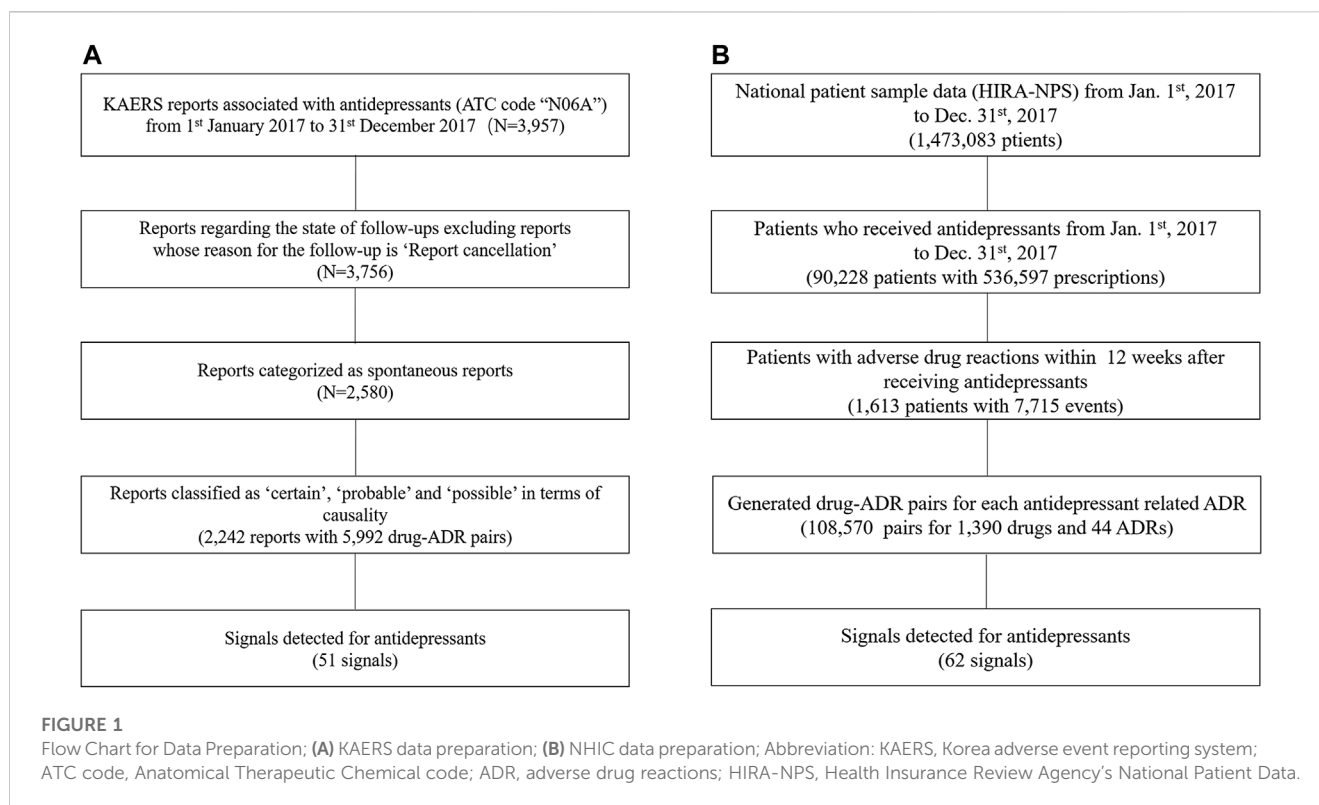 A
KAERS reports associated with antidepressants (ATC code “N06A”)
from 1st January 2017 to 31st December 2017 (N=3,957)
Reports regarding the state of follow-ups excluding reports
whose reason for the follow-up is ‘Report cancellation’
(N=3,756)
Reports categorized as spontaneous reports
(N=2,580)
Reports classified as ‘certain’, ‘probable’ and ‘possible’ in terms of
causality
(2,242 reports with 5,992 drug-ADR pairs)
Signals detected for antidepressants
(51 signals)
B
National patient sample data (HIRA-NPS) from Jan. 1st, 2017
to Dec. 31st, 2017
(1,473,083 ptients)
Patients who received antidepressants from Jan. 1st, 2017
to Dec. 31st, 2017
(90,228 patients with 536,597 prescriptions)
Patients with adverse drug reactions within 12 weeks after
receiving antidepressants
(1,613 patients with 7,715 events)
Generated drug-ADR pairs for each antidepressant related ADR
(108,570 pairs for 1,390 drugs and 44 ADRs)
Signals detected for antidepressants
(62 signals)
FIGURE 1
Flow Chart for Data Preparation; (A) KAERS data preparation; (B) NHIC data preparation; Abbreviation: KAERS, Korea adverse event reporting system;
ATC code, Anatomical Therapeutic Chemical code; ADR, adverse drug reactions; HIRA-NPS, Health Insurance Review Agency’s National Patient Data.